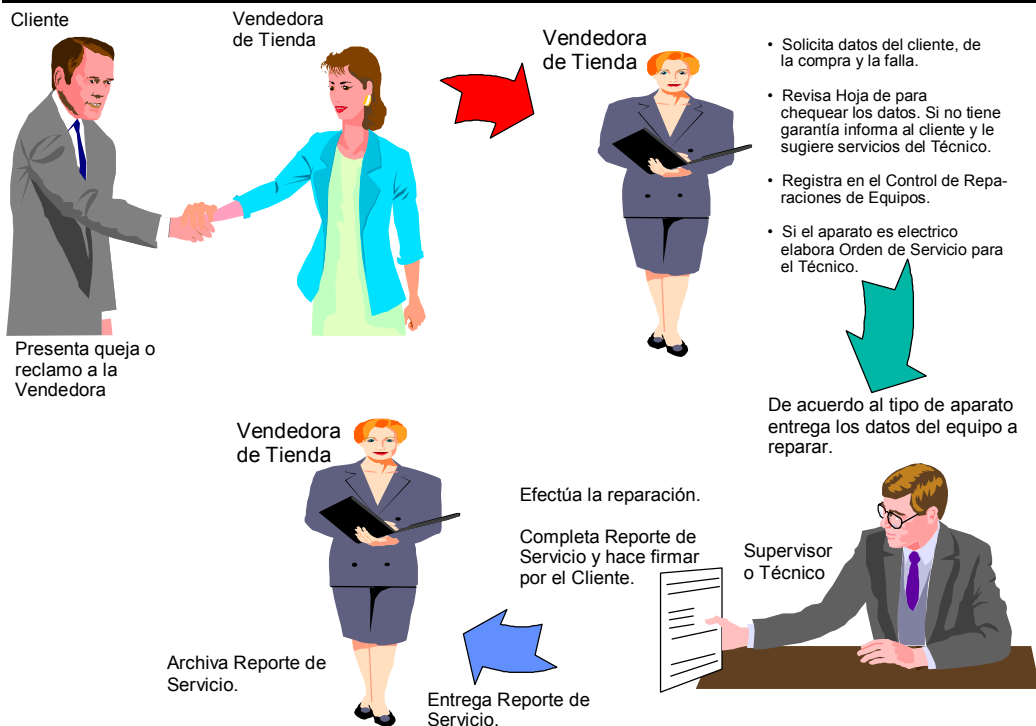 Cliente
Vendedora
de Tienda
Presenta queja o
reclamo a la
Vendedora
Vendedora
de Tienda
• Solicita datos del cliente, de
la compra y la falla.
• Revisa Hoja de para
chequear los datos. Si no tiene
garantía informa al cliente y le
sugiere servicios del Técnico.
• Registra en el Control de Repa-
raciones de Equipos.
• Si el aparato es electrico
elabora Orden de Servicio para
el Técnico.
De acuerdo al tipo de aparato
entrega los datos del equipo a
reparar.
Supervisor
o Técnico
Efectúa la reparación.
Completa Reporte de
Servicio y hace firmar
por el Cliente.
Entrega Reporte de
Servicio.
Vendedora
de Tienda
Archiva Reporte de
Servicio.